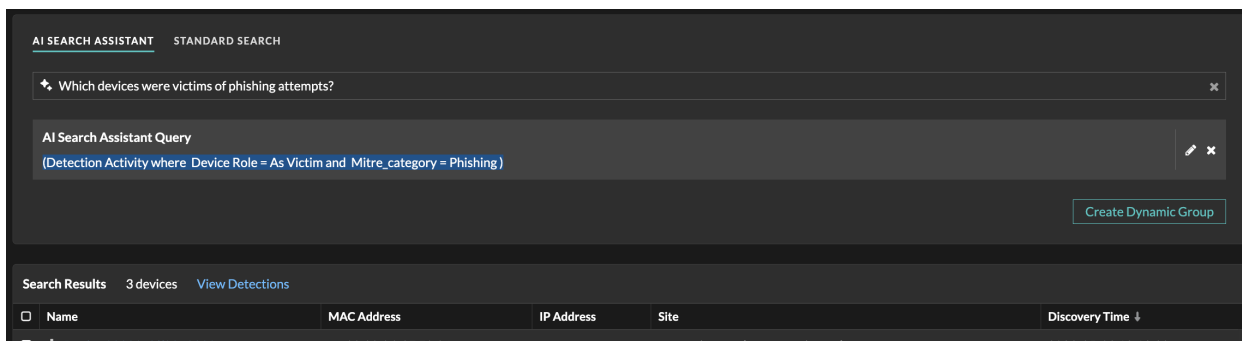 AI SEARCH ASSISTANT STANDARD SEARCH
Which devices were victims of phishing attempts?
AI Search Assistant Query
(Detection Activity where Device Role = As Victim and Mitre_category = Phishing )
Create Dynamic Group
Search Results 3 devices View Detections
Name MAC Address IP Address Site Discovery Time ↓